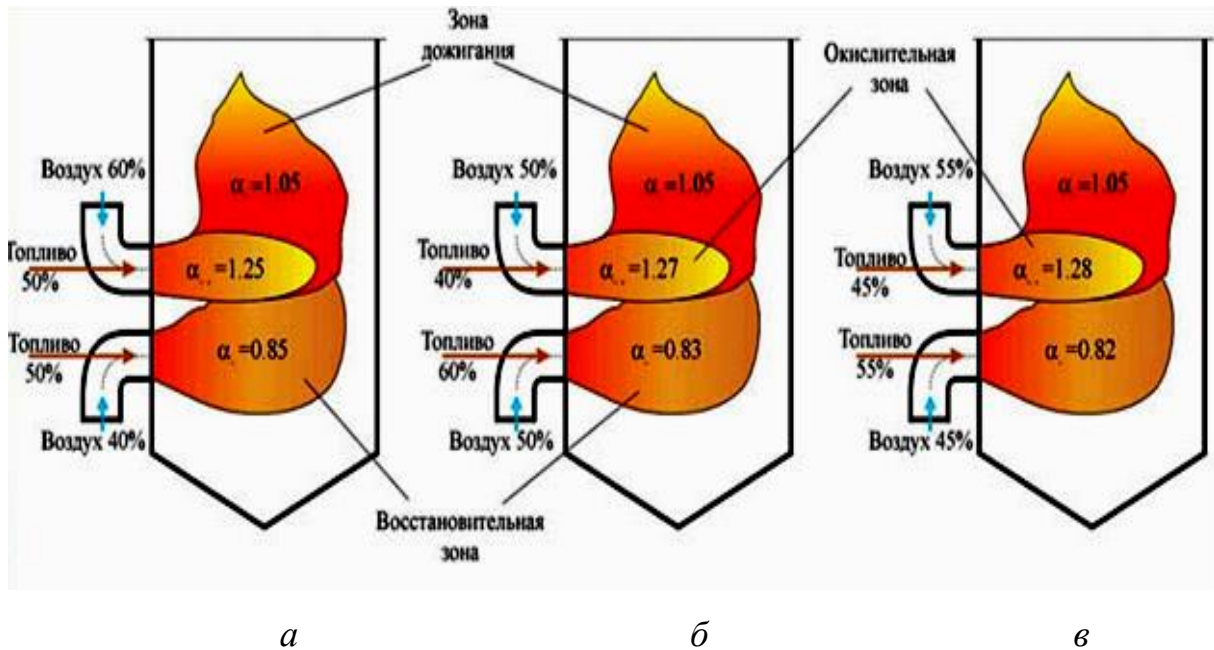 Зона
дожигания
Окислительная
зона
Воздух 60%
α =1.05
Топливо
50%
α =1.25
Топливо
50%
α =0.85
Воздух 40%
Воздух 50%
α =1.05
Топливо
40%
α =1.27
Топливо
60%
α =0.83
Воздух 50%
Воздух 55%
α =1.05
Топливо
45%
α =1.28
Топливо
55%
α =0.82
Воздух 45%
Восстановительная
зона
а б в